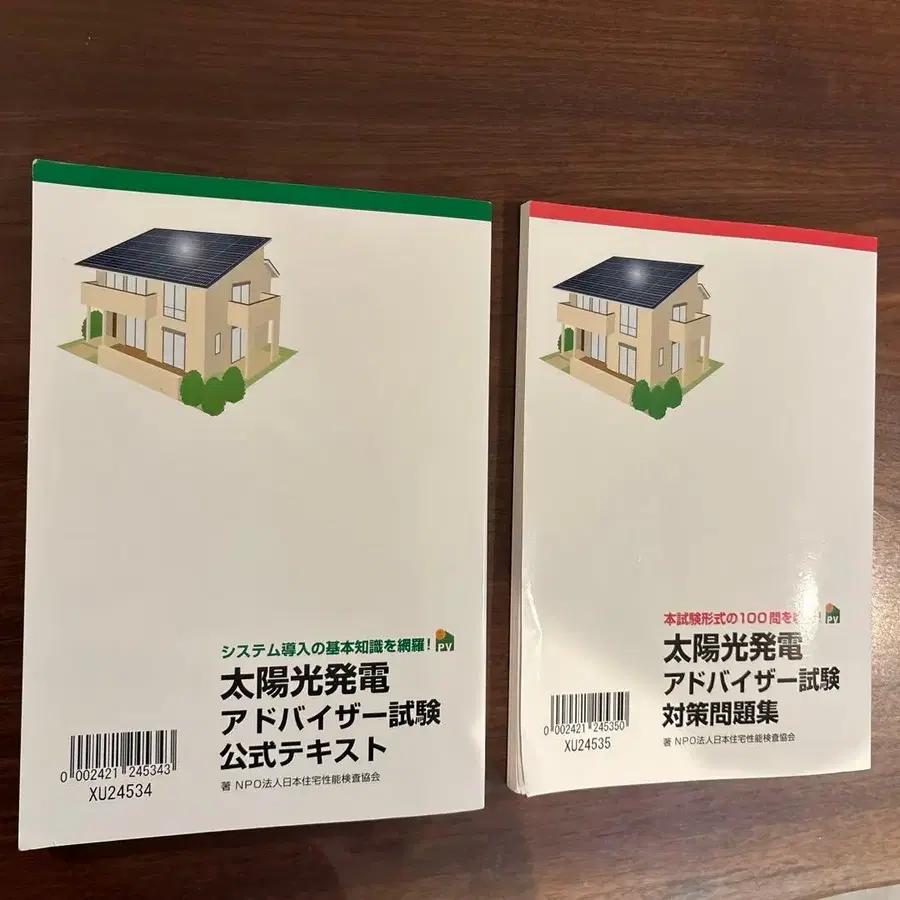 システム導入の基本知識を網羅!
PV
太陽光発電
アドバイザー試験
公式テキスト
著 NPO法人日本住宅性能検査協会
0 002421 245343
XU24534
本試験形式の100問を
PV
太陽光発電
アドバイザー試験
対策問題集
著 NPO法人日本住宅性能検査協会
0 002421 245350
XU24535